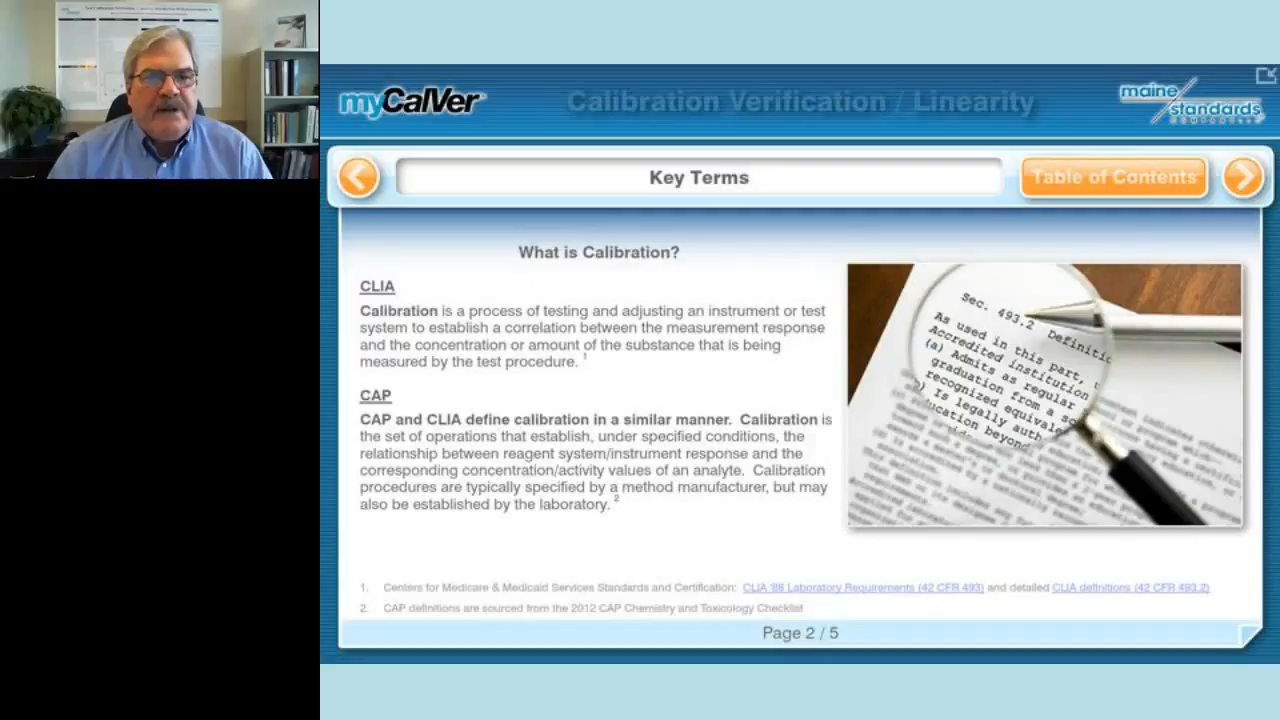 myCalVer
Calibration Verification / Linearity
maine
standards
COMPANY
Key Terms
Table of Contents
What is Calibration?
CLIA
Calibration is a process of testing and adjusting an instrument or test
system to establish a correlation between the measurement response
and the concentration or amount of the substance that is being
measured by the test procedure. 1
CAP
CAP and CLIA define calibration in a similar manner. Calibration is
the set of operations that establish, under specified conditions, the
relationship between reagent system/instrument response and the
corresponding concentration/activity values of an analyte. Calibration
procedures are typically specified by a method manufacturer, but may
also be established by the laboratory. 2
Sec. 493.2 Definitio
As used in this part,
Accredited institution
(a) Admits as regular
graduation from a
recognized
Is legally auth
beyon
1. Centers for Medicare & Medicaid Services Standards and Certification: CLIA '88 Laboratory Requirements (42 CFR 493) and detailed CLIA definitions (42 CFR 493.2)
2. CAP definitions are sourced from the 2012 CAP Chemistry and Toxicology Checklist
Page 2 / 5